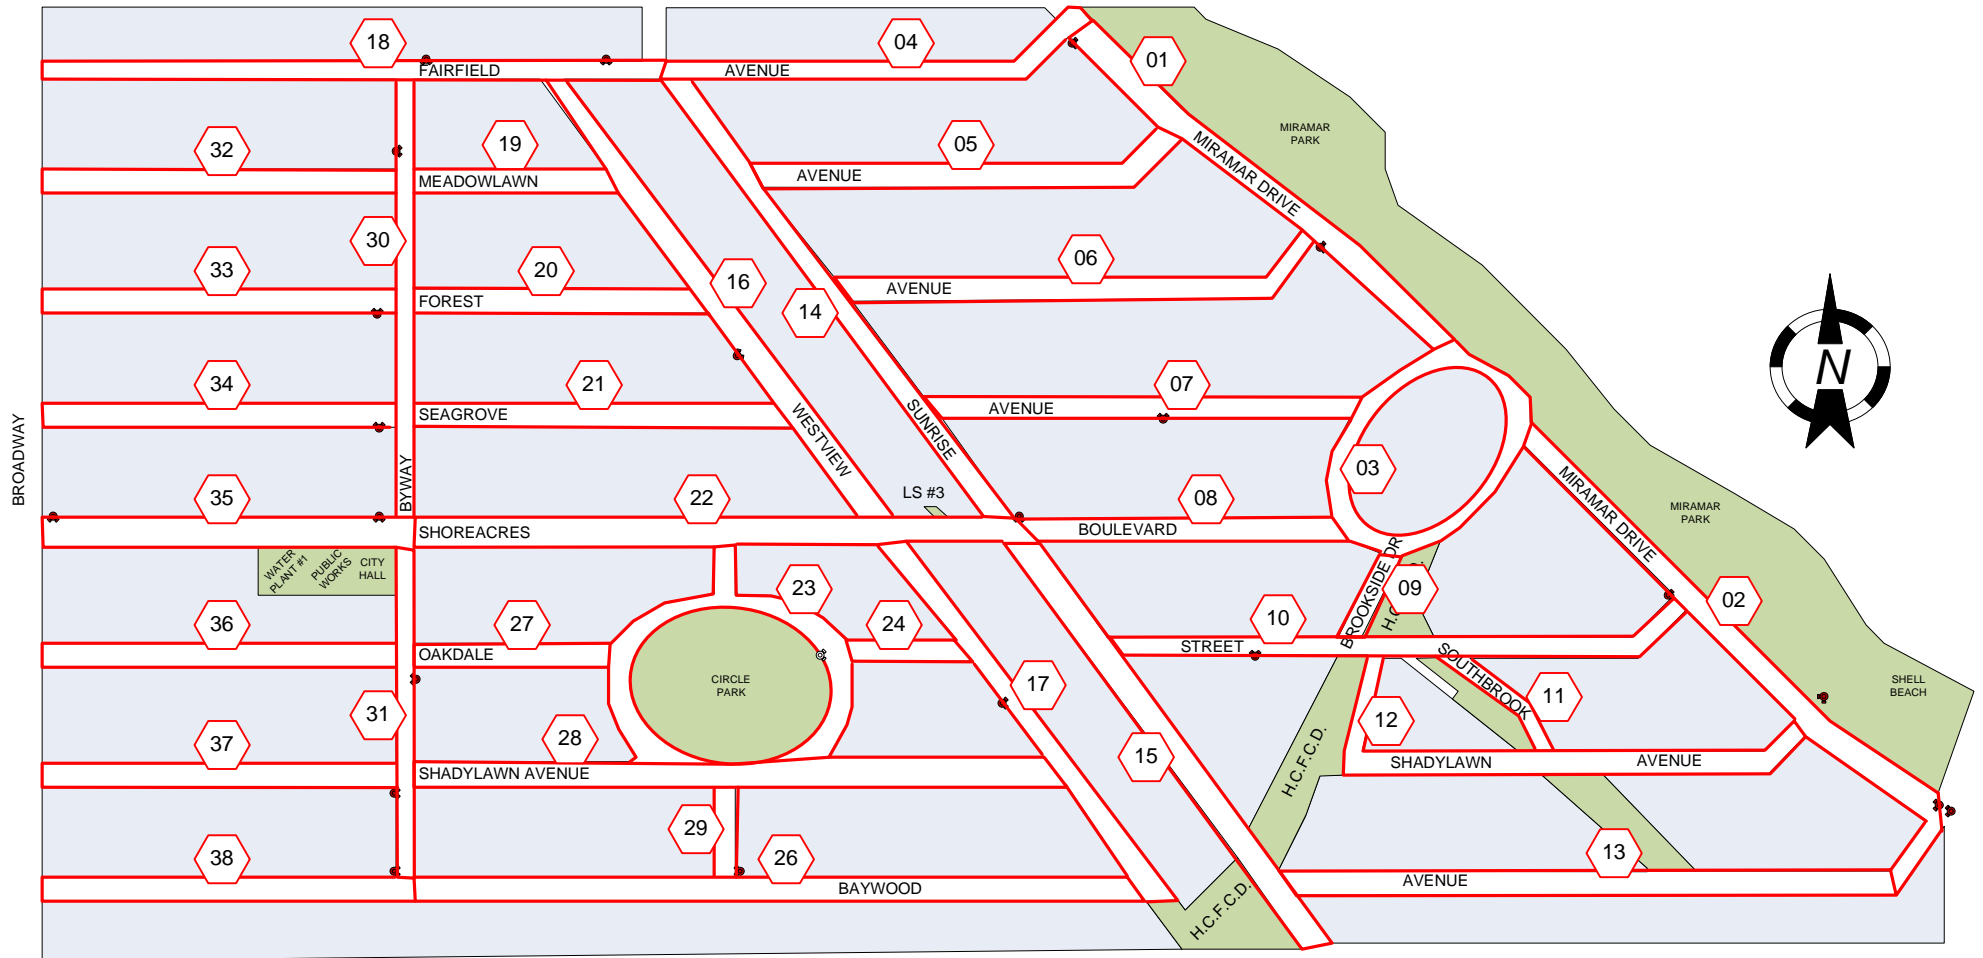 18
04
01
FAIRFIELD
AVENUE
MIRAMAR
PARK
32
19
05
MIRAMAR DRIVE
MEADOWLAWN
AVENUE
30
33
20
16
14
06
FOREST
AVENUE
N
34
21
07
SEAGROVE
WESTVIEW
SUNRISE
AVENUE
BROADWAY
BYWAY
03
35
22
LS #3
08
MIRAMAR DRIVE
MIRAMAR
PARK
SHOREACRES
BOULEVARD
WATER
PLANT #1
PUBLIC
WORKS
CITY
HALL
BROOKSIDE DR
H.C
23
09
02
36
27
24
10
OAKDALE
STREET
SOUTHBROOK
CIRCLE
PARK
17
11
SHELL
BEACH
31
12
37
28
15
SHADYLAWN AVENUE
SHADYLAWN
AVENUE
H.C.F.C.D.
29
38
26
13
BAYWOOD
AVENUE
H.C.F.C.D.